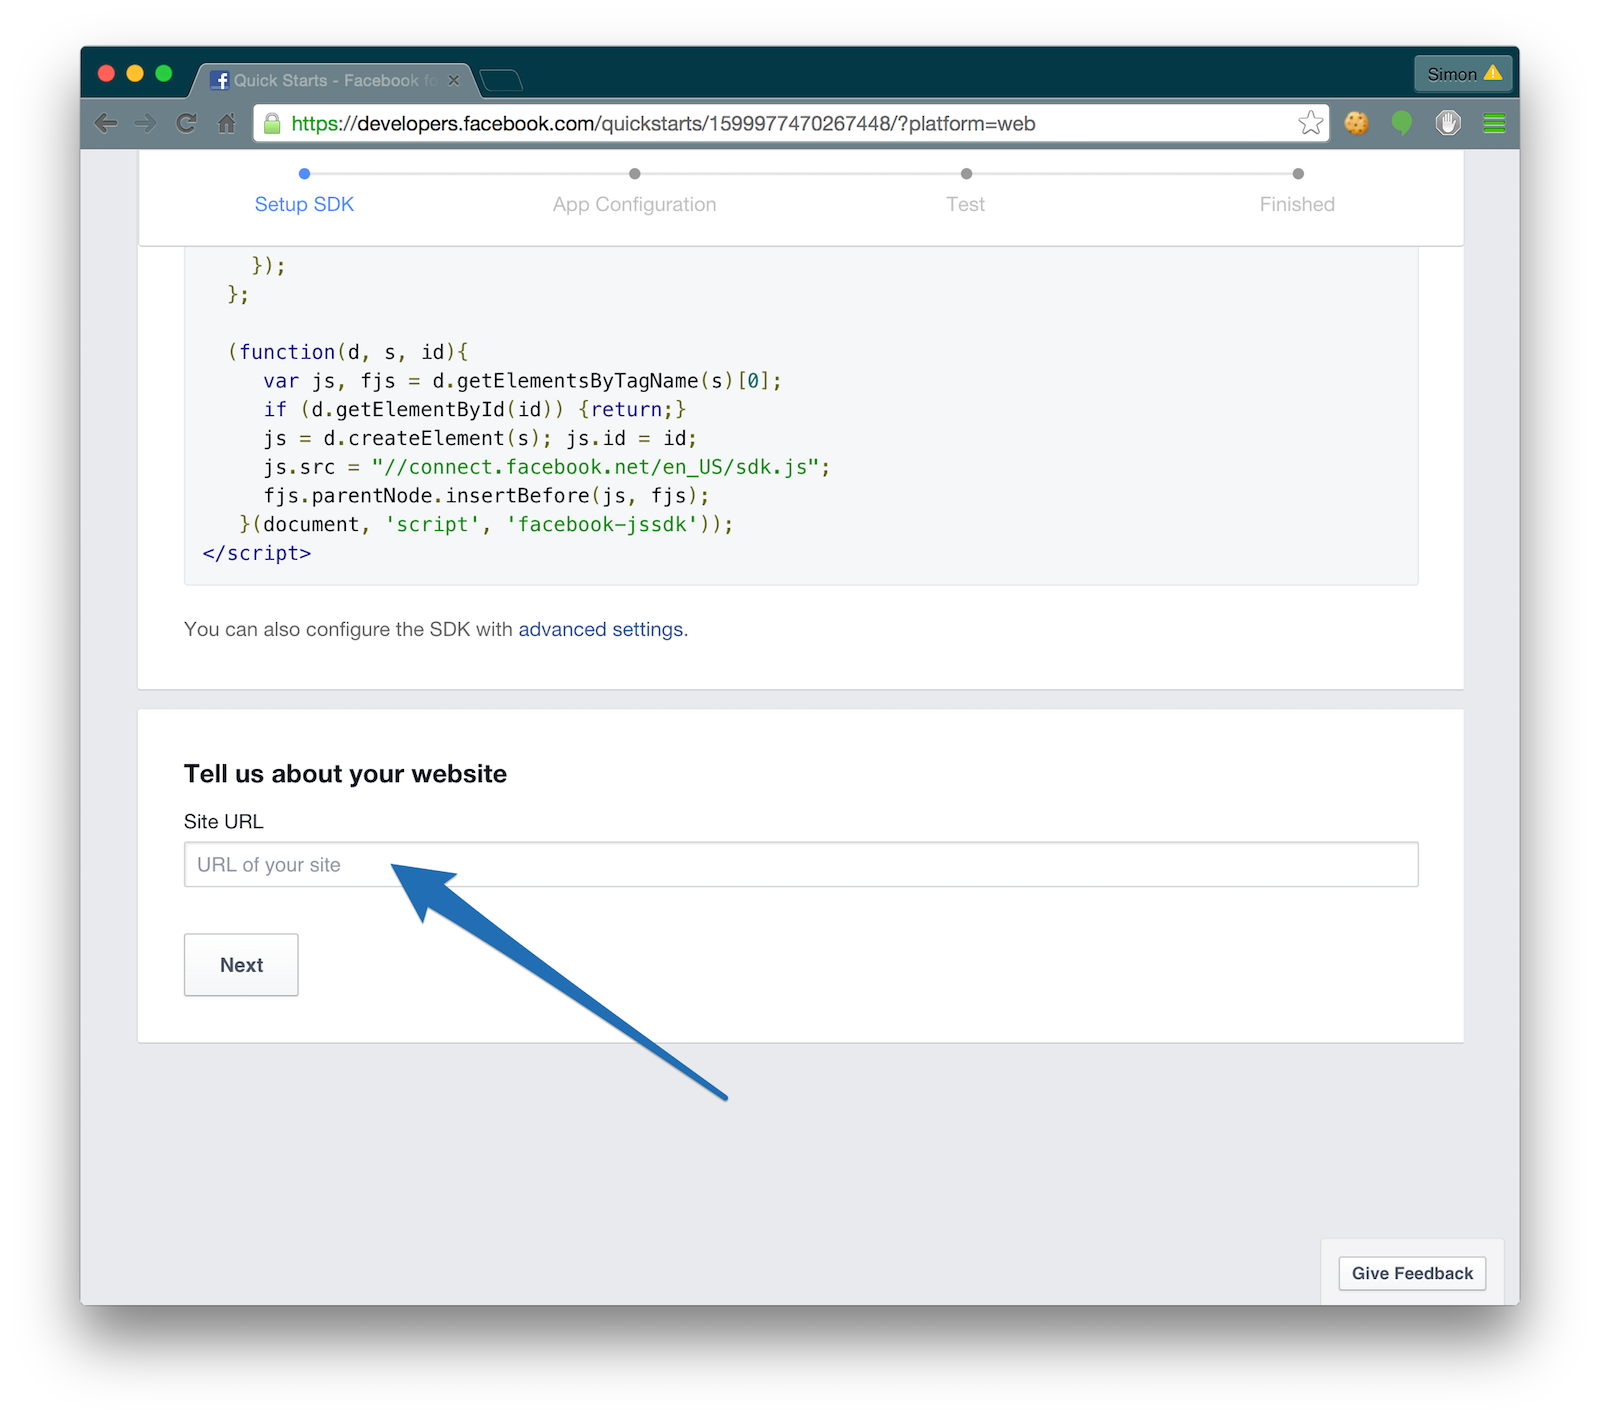 Quick Starts - Facebook fo
Simon
https://developers.facebook.com/quickstarts/1599977470267448/?platform=web
Setup SDK
App Configuration
Test
Finished
});
};
(function(d, s, id){
var js, fjs = d.getElementsByTagName(s)[0];
if (d.getElementById(id)) {return;}
js = d.createElement(s); js.id = id;
js.src = "//connect.facebook.net/en_US/sdk.js";
fjs.parentNode.insertBefore(js, fjs);
}(document, 'script', 'facebook-jssdk'));
</script>
You can also configure the SDK with advanced settings.
Tell us about your website
Site URL
URL of your site
Next
Give Feedback